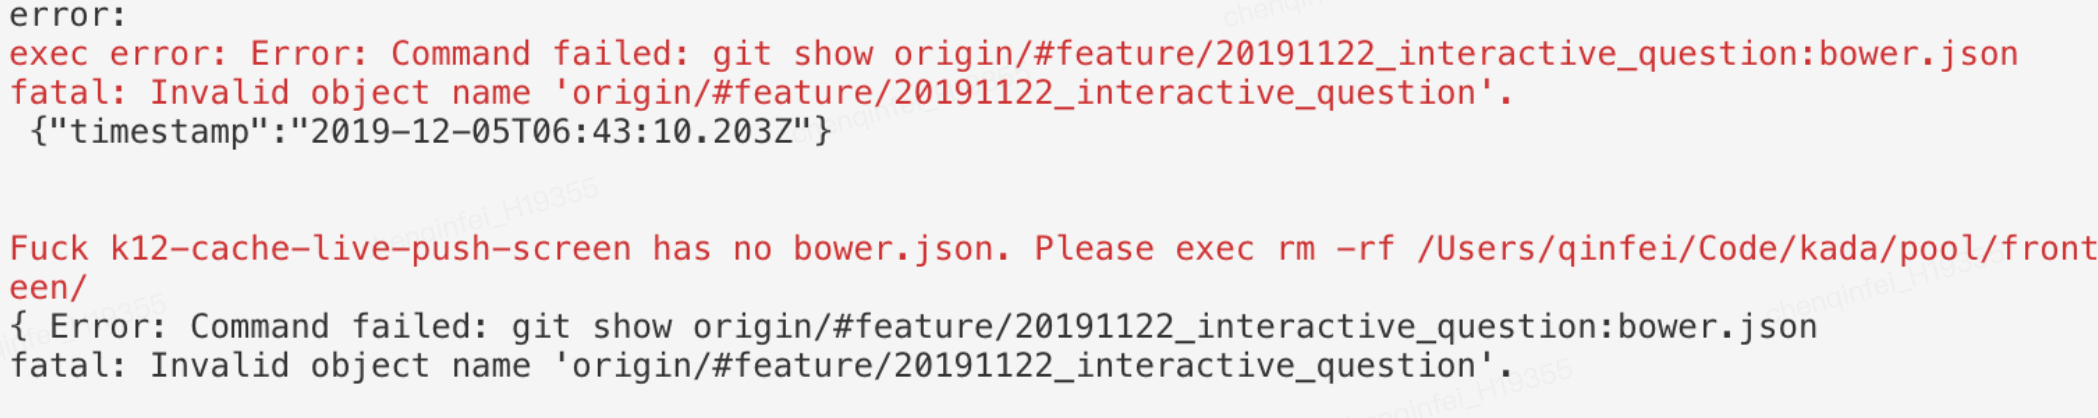 error:
exec error: Error: Command failed: git show origin/#feature/20191122_interactive_question:bower.json
fatal: Invalid object name 'origin/#feature/20191122_interactive_question'.
{"timestamp":"2019-12-05T06:43:10.203Z"}
Fuck k12-cache-live-push-screen has no bower.json. Please exec rm -rf /Users/qinfei/Code/kada/pool/front
een/
{ Error: Command failed: git show origin/#feature/20191122_interactive_question:bower.json
fatal: Invalid object name 'origin/#feature/20191122_interactive_question'.
chenqinfei_H19355
chenqinfei_H19355
chenqinfei_H19355